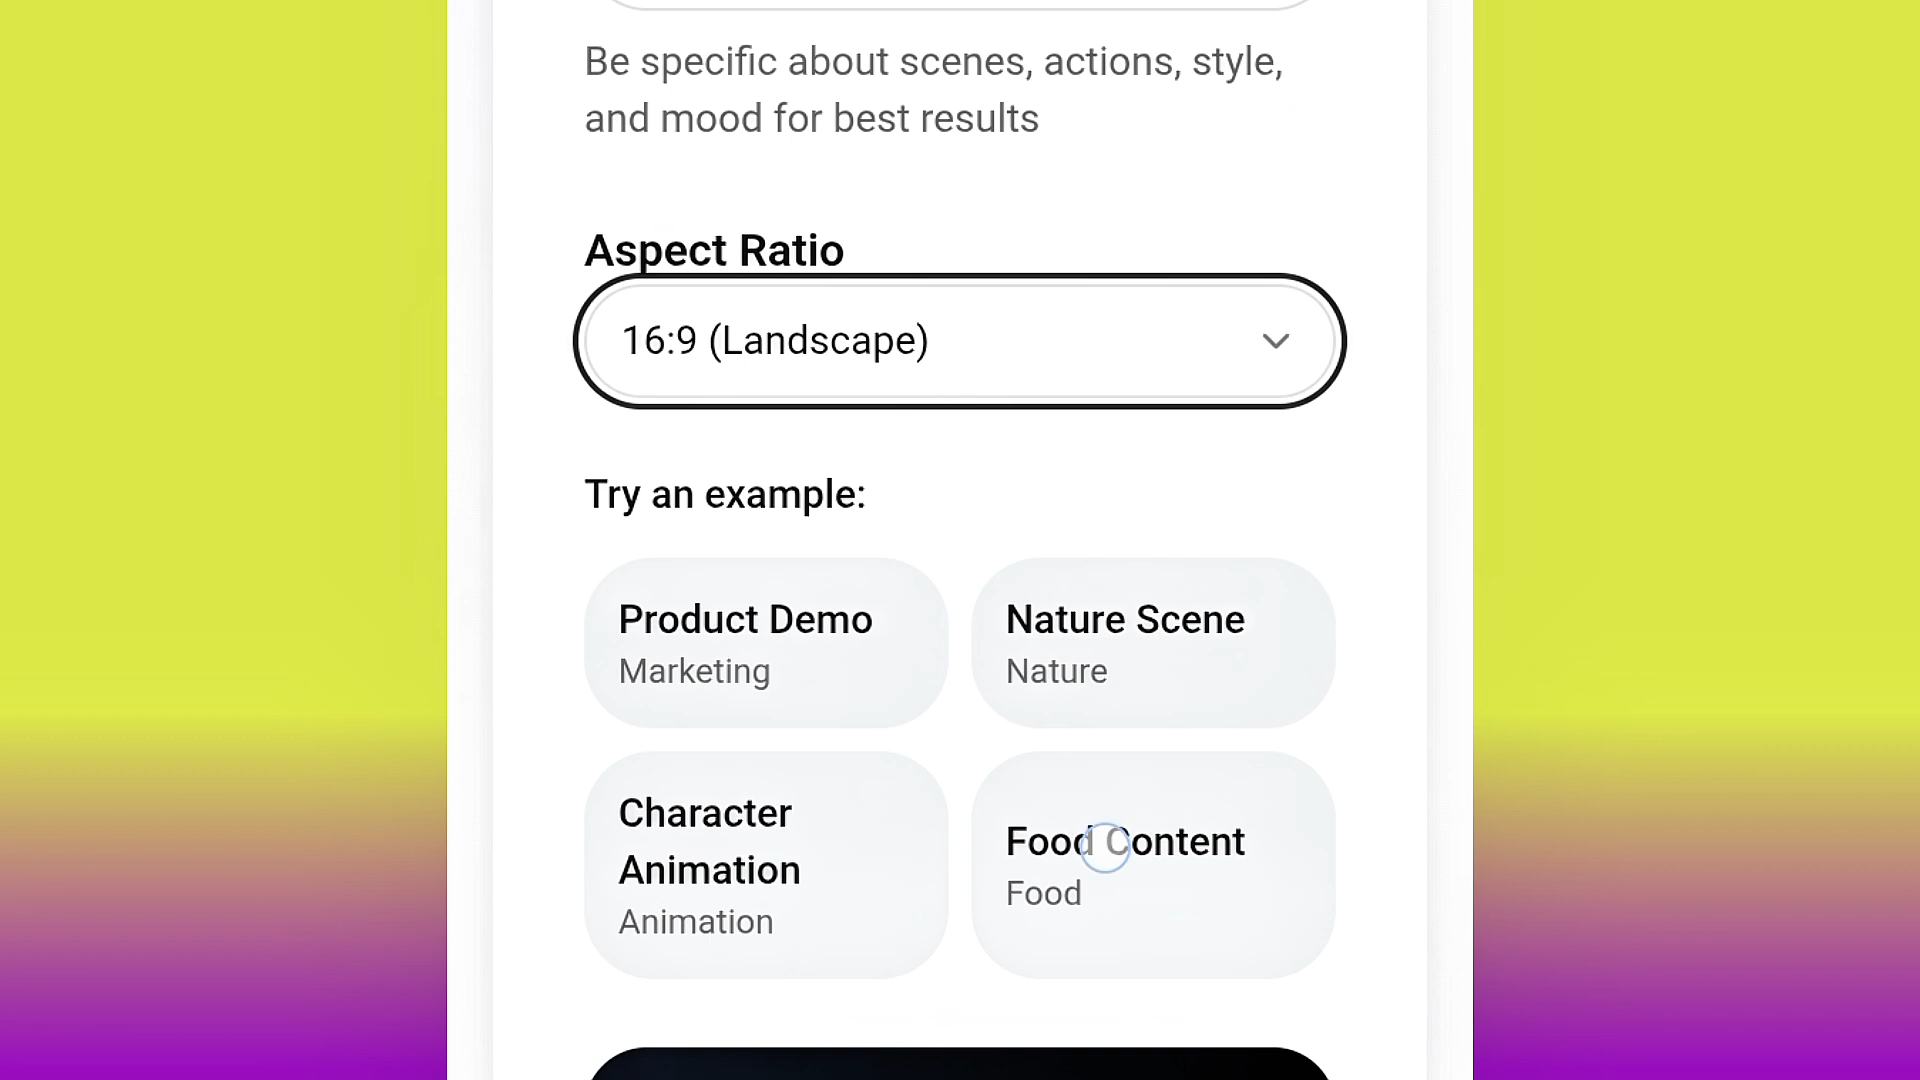 Be specific about scenes, actions, style,
and mood for best results
Aspect Ratio
16:9 (Landscape)
Try an example:
Product Demo
Marketing
Nature Scene
Nature
Character
Animation
Animation
Food Content
Food